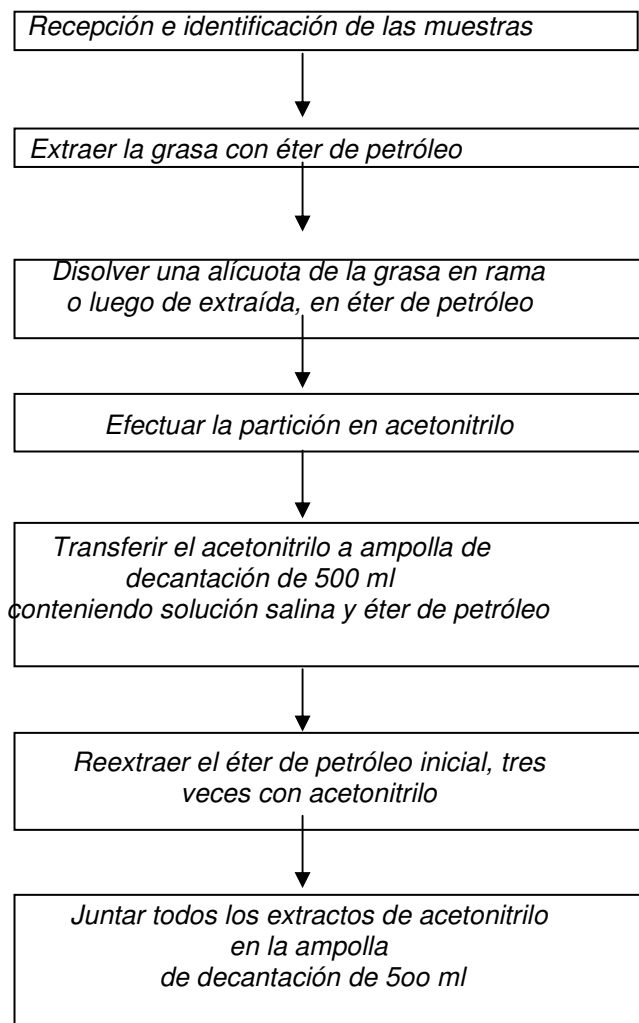 Recepción e identificación de las muestras
Extraer la grasa con éter de petróleo
Disolver una alícuota de la grasa en rama
o luego de extraída, en éter de petróleo
Efectuar la partición en acetonitrilo
Transferir el acetonitrilo a ampolla de
decantación de 500 ml
conteniendo solución salina y éter de petróleo
Reextraer el éter de petróleo inicial, tres
veces con acetonitrilo
Juntar todos los extractos de acetonitrilo
en la ampolla
de decantación de 5oo ml